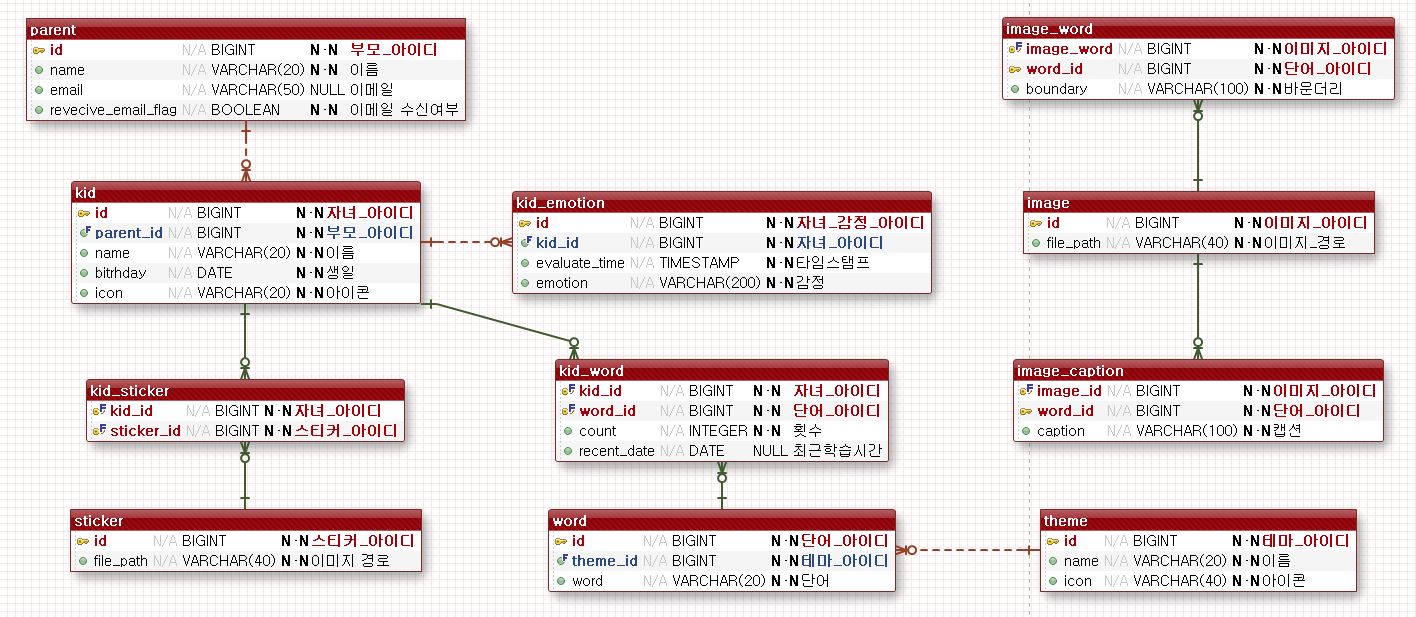 parent
id N/A BIGINT N-N 부모_아이디
name N/A VARCHAR(20) N-N 이름
email N/A VARCHAR(50) NULL 이메일
revecive_email_flag N/A BOOLEAN N-N 이메일 수신여부
kid
id N/A BIGINT N-N 자녀_아이디
parent_id N/A BIGINT N-N 부모_아이디
name N/A VARCHAR(20) N-N 이름
bitrhday N/A DATE N-N 생일
icon N/A VARCHAR(20) N-N 아이콘
kid_emotion
id N/A BIGINT N-N 자녀_감정_아이디
kid_id N/A BIGINT N-N 자녀_아이디
evaluate_time N/A TIMESTAMP N-N 타임스탬프
emotion N/A VARCHAR(200) N-N 감정
kid_sticker
kid_id N/A BIGINT N-N 자녀_아이디
sticker_id N/A BIGINT N-N 스티커_아이디
sticker
id N/A BIGINT N-N 스티커_아이디
file_path N/A VARCHAR(40) N-N 이미지 경로
kid_word
kid_id N/A BIGINT N-N 자녀_아이디
word_id N/A BIGINT N-N 단어_아이디
count N/A INTEGER N-N 횟수
recent_date N/A DATE NULL 최근학습시간
word
id N/A BIGINT N-N 단어_아이디
theme_id N/A BIGINT N-N 테마_아이디
word N/A VARCHAR(20) N-N 단어
image_word
image_word N/A BIGINT N-N 이미지_아이디
word_id N/A BIGINT N-N 단어_아이디
boundary N/A VARCHAR(100) N-N 바운더리
image
id N/A BIGINT N-N 이미지_아이디
file_path N/A VARCHAR(40) N-N 이미지_경로
image_caption
image_id N/A BIGINT N-N 이미지_아이디
word_id N/A BIGINT N-N 단어_아이디
caption N/A VARCHAR(100) N-N 캡션
theme
id N/A BIGINT N-N 테마_아이디
name N/A VARCHAR(20) N-N 이름
icon N/A VARCHAR(40) N-N 아이콘